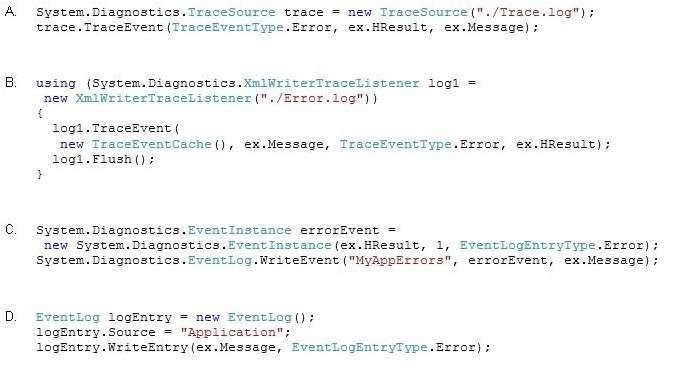 A. System.Diagnostics.TraceSource trace = new TraceSource("./Trace.log");
trace.TraceEvent(TraceEventType.Error, ex.HResult, ex.Message);
B. using (System.Diagnostics.XmlWriterTraceListener log1 =
new XmlWriterTraceListener("./Error.log"))
{
log1.TraceEvent(
new TraceEventCache(), ex.Message, TraceEventType.Error, ex.HResult);
log1.Flush();
}
C. System.Diagnostics.EventInstance errorEvent =
new System.Diagnostics.EventInstance(ex.HResult, 1, EventLogEntryType.Error);
System.Diagnostics.EventLog.WriteEvent("MyAppErrors", errorEvent, ex.Message);
D. EventLog logEntry = new EventLog();
logEntry.Source = "Application";
logEntry.WriteEntry(ex.Message, EventLogEntryType.Error);